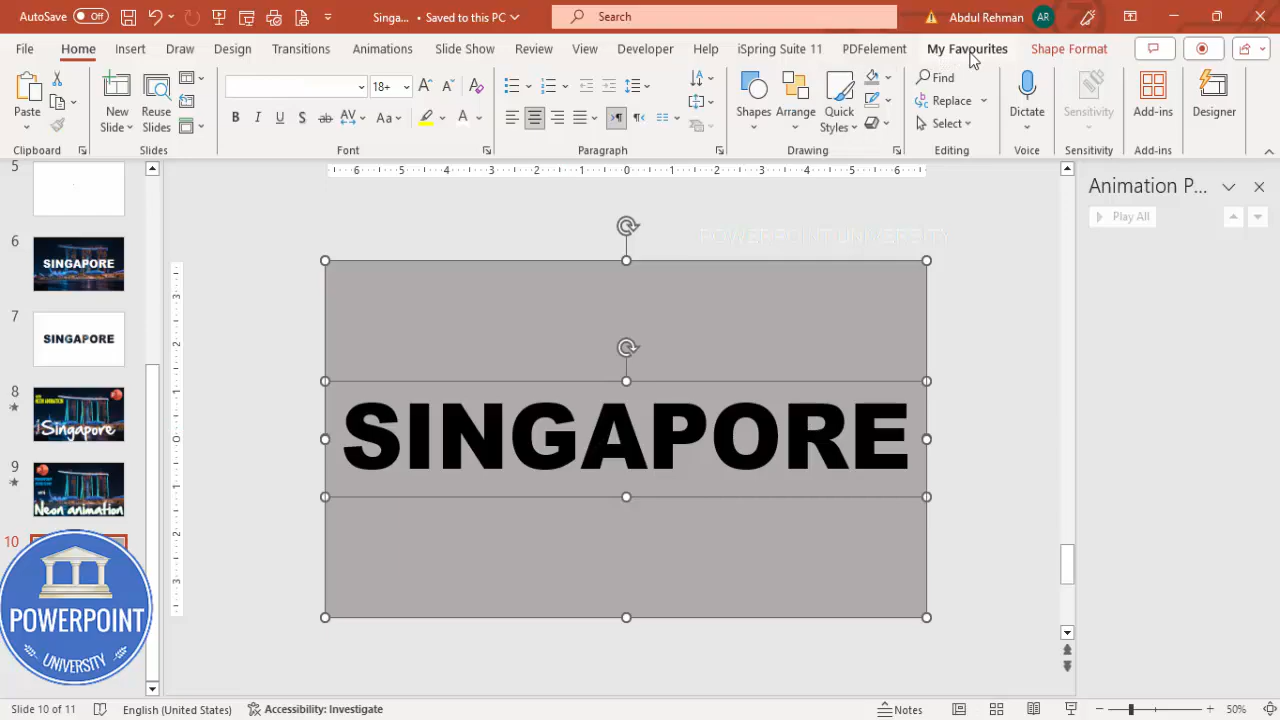 AutoSave Off Singa... • Saved to this PC Search Abdul Rehman AR
File Home Insert Draw Design Transitions Animations Slide Show Review View Developer Help iSpring Suite 11 PDFelement My Favourites Shape Format
Paste New Slide Reuse Slides 18+ Shapes Arrange Quick Styles Find Replace Select Dictate Sensitivity Add-ins Designer
Clipboard Slides Font Paragraph Drawing Editing Voice Sensitivity Add-ins
Animation P...
Play All
POWERPOINT UNIVERSITY
5
6
SINGAPORE
7
SINGAPORE
8
Singapore
9
Neon animation
10
SINGAPORE
POWERPOINT
UNIVERSITY
Slide 10 of 11 English (United States) Accessibility: Investigate Notes 50%